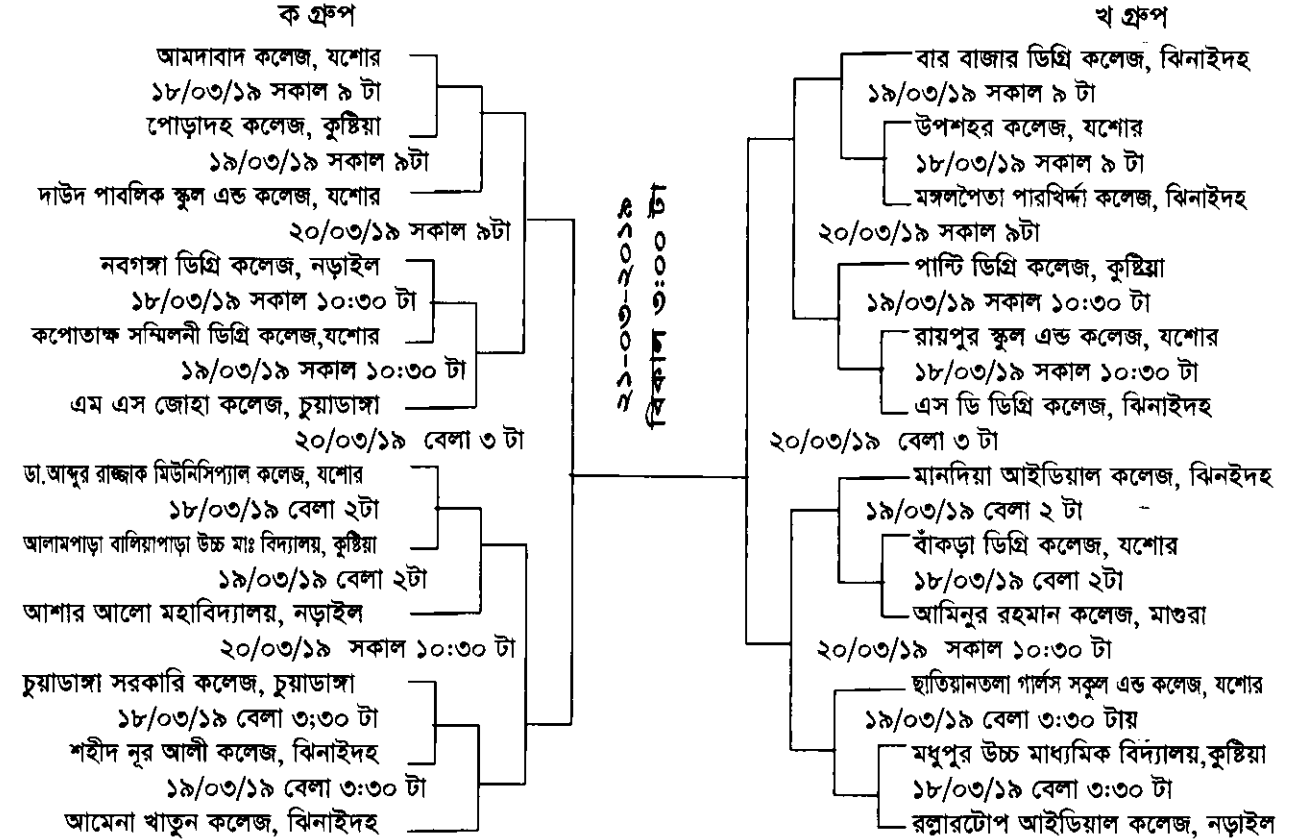 ক গ্রুপ
আমদাবাদ কলেজ, যশোর
১৮/০৩/১৯ সকাল ৯ টা
পোড়াদহ কলেজ, কুষ্টিয়া
১৯/০৩/১৯ সকাল ৯টা
দাউদ পাবলিক স্কুল এন্ড কলেজ, যশোর
২০/০৩/১৯ সকাল ৯টা
নবগঙ্গা ডিগ্রি কলেজ, নড়াইল
১৮/০৩/১৯ সকাল ১০:৩০ টা
কপোতাক্ষ সম্মিলনী ডিগ্রি কলেজ,যশোর
১৯/০৩/১৯ সকাল ১০:৩০ টা
এম এস জোহা কলেজ, চুয়াডাঙ্গা
২০/০৩/১৯ বেলা ৩ টা
ডা.আব্দুর রাজ্জাক মিউনিসিপ্যাল কলেজ, যশোর
১৮/০৩/১৯ বেলা ২টা
আলামপাড়া বালিয়াপাড়া উচ্চ মাঃ বিদ্যালয়, কুষ্টিয়া
১৯/০৩/১৯ বেলা ২টা
আশার আলো মহাবিদ্যালয়, নড়াইল
২০/০৩/১৯ সকাল ১০:৩০ টা
চুয়াডাঙ্গা সরকারি কলেজ, চুয়াডাঙ্গা
১৮/০৩/১৯ বেলা ৩;৩০ টা
শহীদ নূর আলী কলেজ, ঝিনাইদহ
১৯/০৩/১৯ বেলা ৩:৩০ টা
আমেনা খাতুন কলেজ, ঝিনাইদহ
২১-০৩-২০১৯
বিকাল ৩:০০ টা
খ গ্রুপ
বার বাজার ডিগ্রি কলেজ, ঝিনাইদহ
১৯/০৩/১৯ সকাল ৯ টা
উপশহর কলেজ, যশোর
১৮/০৩/১৯ সকাল ৯ টা
মঙ্গলপৈতা পারখির্দ্দা কলেজ, ঝিনাইদহ
২০/০৩/১৯ সকাল ৯টা
পান্টি ডিগ্রি কলেজ, কুষ্টিয়া
১৯/০৩/১৯ সকাল ১০:৩০ টা
রায়পুর স্কুল এন্ড কলেজ, যশোর
১৮/০৩/১৯ সকাল ১০:৩০ টা
এস ডি ডিগ্রি কলেজ, ঝিনাইদহ
২০/০৩/১৯ বেলা ৩ টা
মানদিয়া আইডিয়াল কলেজ, ঝিনইদহ
১৯/০৩/১৯ বেলা ২ টা
বাঁকড়া ডিগ্রি কলেজ, যশোর
১৮/০৩/১৯ বেলা ২টা
আমিনুর রহমান কলেজ, মাগুরা
২০/০৩/১৯ সকাল ১০:৩০ টা
ছাতিয়ানতলা গার্লস সকুল এন্ড কলেজ, যশোর
১৯/০৩/১৯ বেলা ৩:৩০ টায়
মধুপুর উচ্চ মাধ্যমিক বিদ্যালয়,কুষ্টিয়া
১৮/০৩/১৯ বেলা ৩:৩০ টা
রল্লারটোপ আইডিয়াল কলেজ, নড়াইল